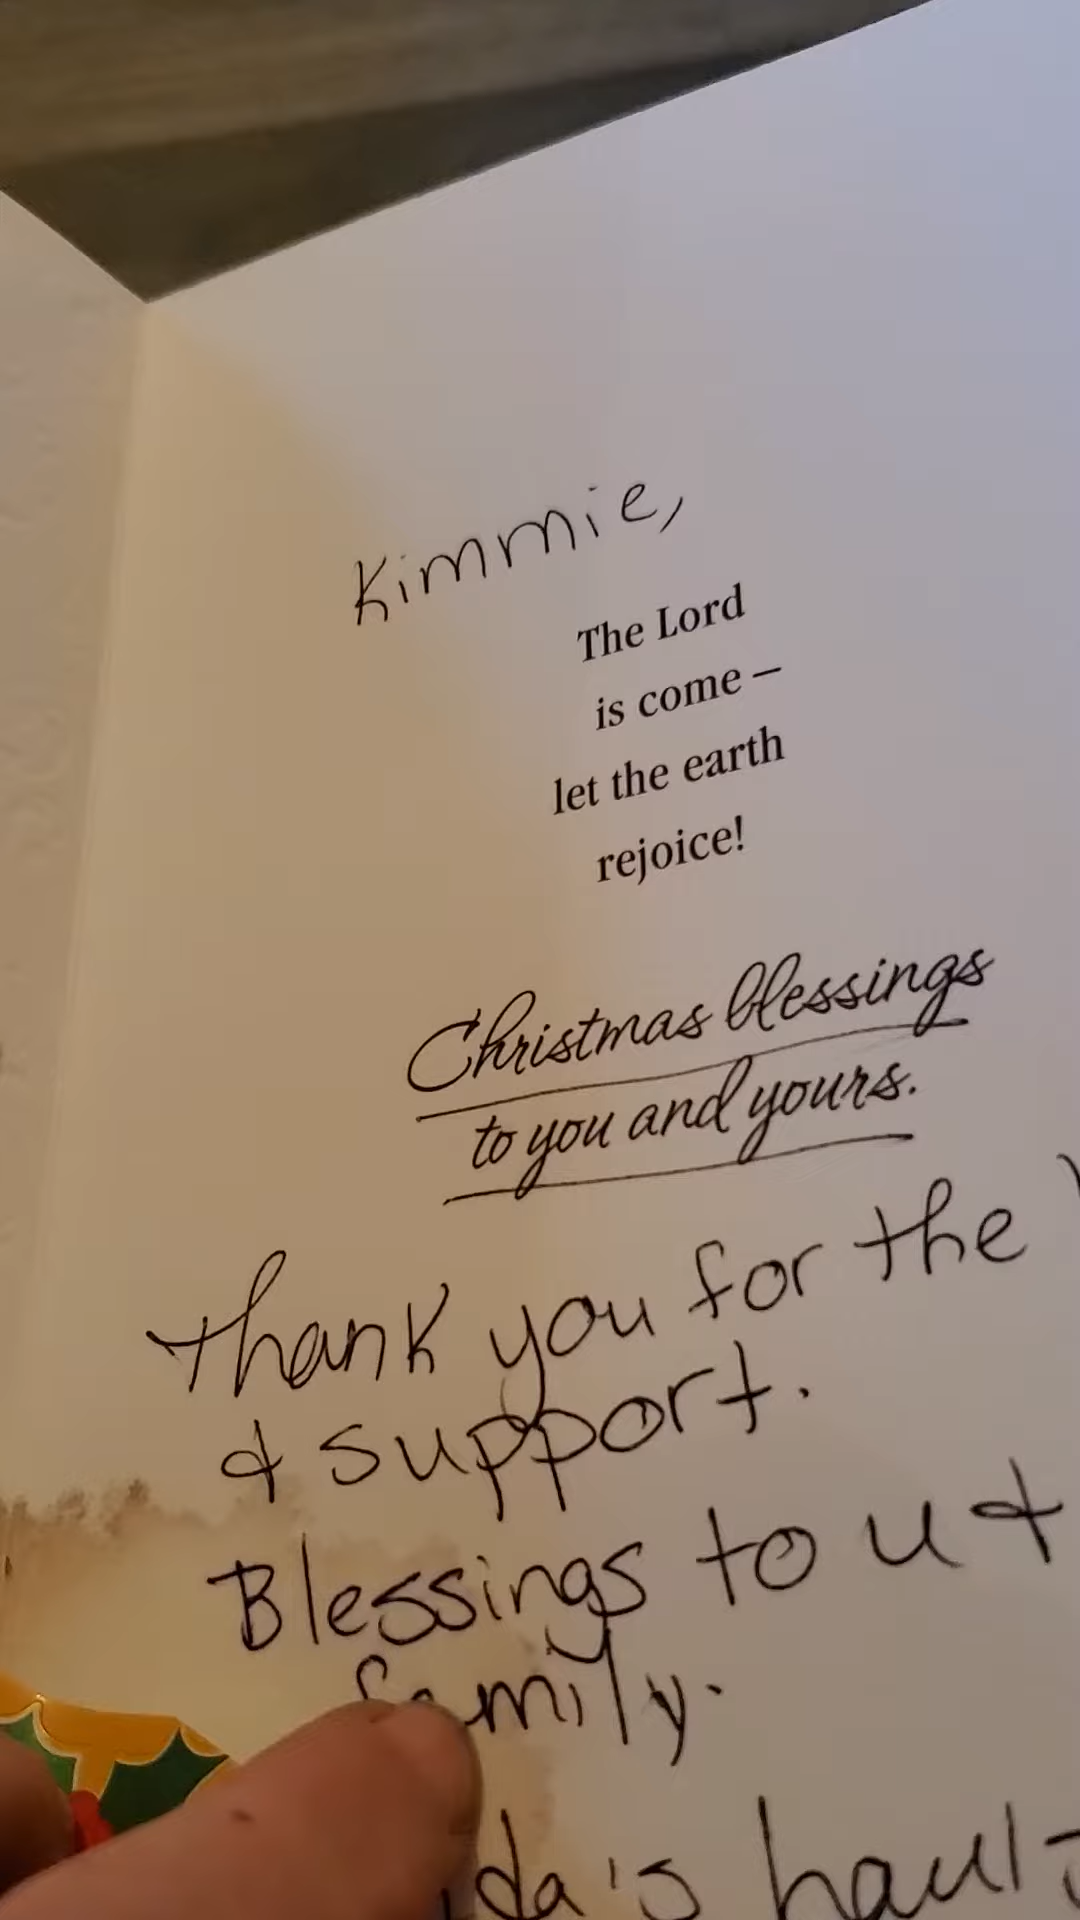 Kimmie,
The Lord
is come –
let the earth
rejoice!
Christmas blessings
to you and yours.
Thank you for the
& support.
Blessings to u &
family.